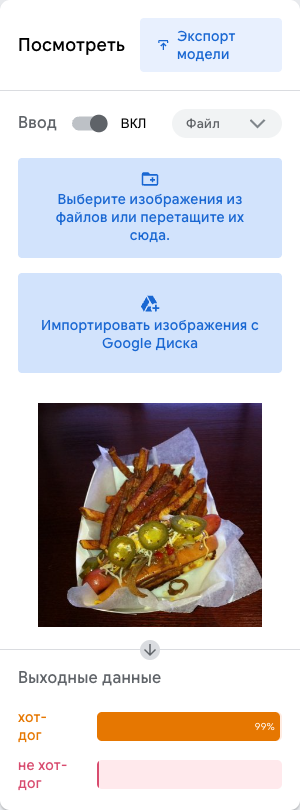 Посмотреть
Экспорт
модели
Ввод
ВКЛ
Файл
Выберите изображения из
файлов или перетащите их
сюда.
Импортировать изображения с
Google Диска
Выходные данные
хот-
дог
99%
не хот-
дог